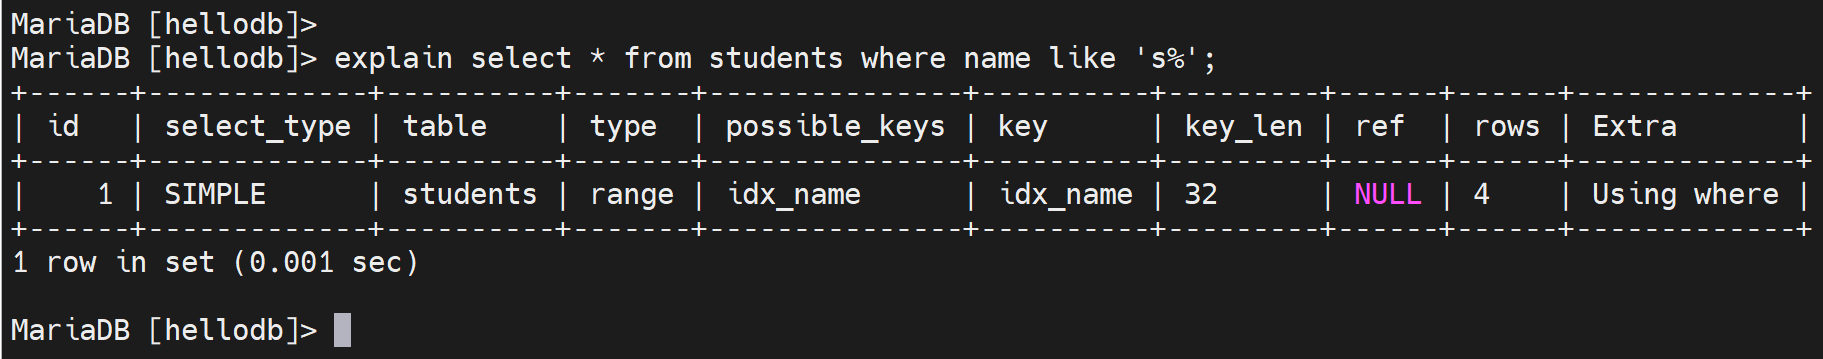 MariaDB [hellodb]>
MariaDB [hellodb]> explain select * from students where name like 's%';
+------+-------------+----------+-------+---------------+----------+---------+------+------+-------------+
| id   | select_type | table    | type  | possible_keys | key      | key_len | ref  | rows | Extra       |
+------+-------------+----------+-------+---------------+----------+---------+------+------+-------------+
|    1 | SIMPLE      | students | range | idx_name      | idx_name | 32      | NULL | 4    | Using where |
+------+-------------+----------+-------+---------------+----------+---------+------+------+-------------+
1 row in set (0.001 sec)
MariaDB [hellodb]>